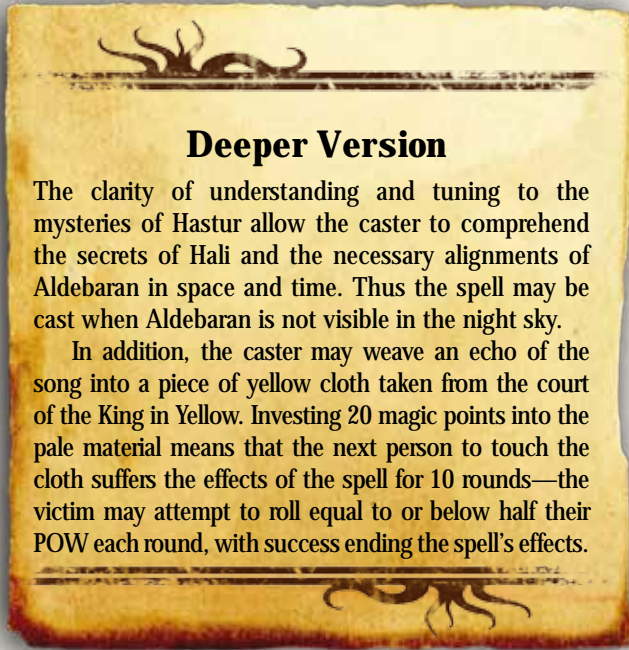 Deeper Version
The clarity of understanding and tuning to the
mysteries of Hastur allow the caster to comprehend
the secrets of Hali and the necessary alignments of
Aldebaran in space and time. Thus the spell may be
cast when Aldebaran is not visible in the night sky.
In addition, the caster may weave an echo of the
song into a piece of yellow cloth taken from the court
of the King in Yellow. Investing 20 magic points into the
pale material means that the next person to touch the
cloth suffers the effects of the spell for 10 rounds—the
victim may attempt to roll equal to or below half their
POW each round, with success ending the spell's effects.